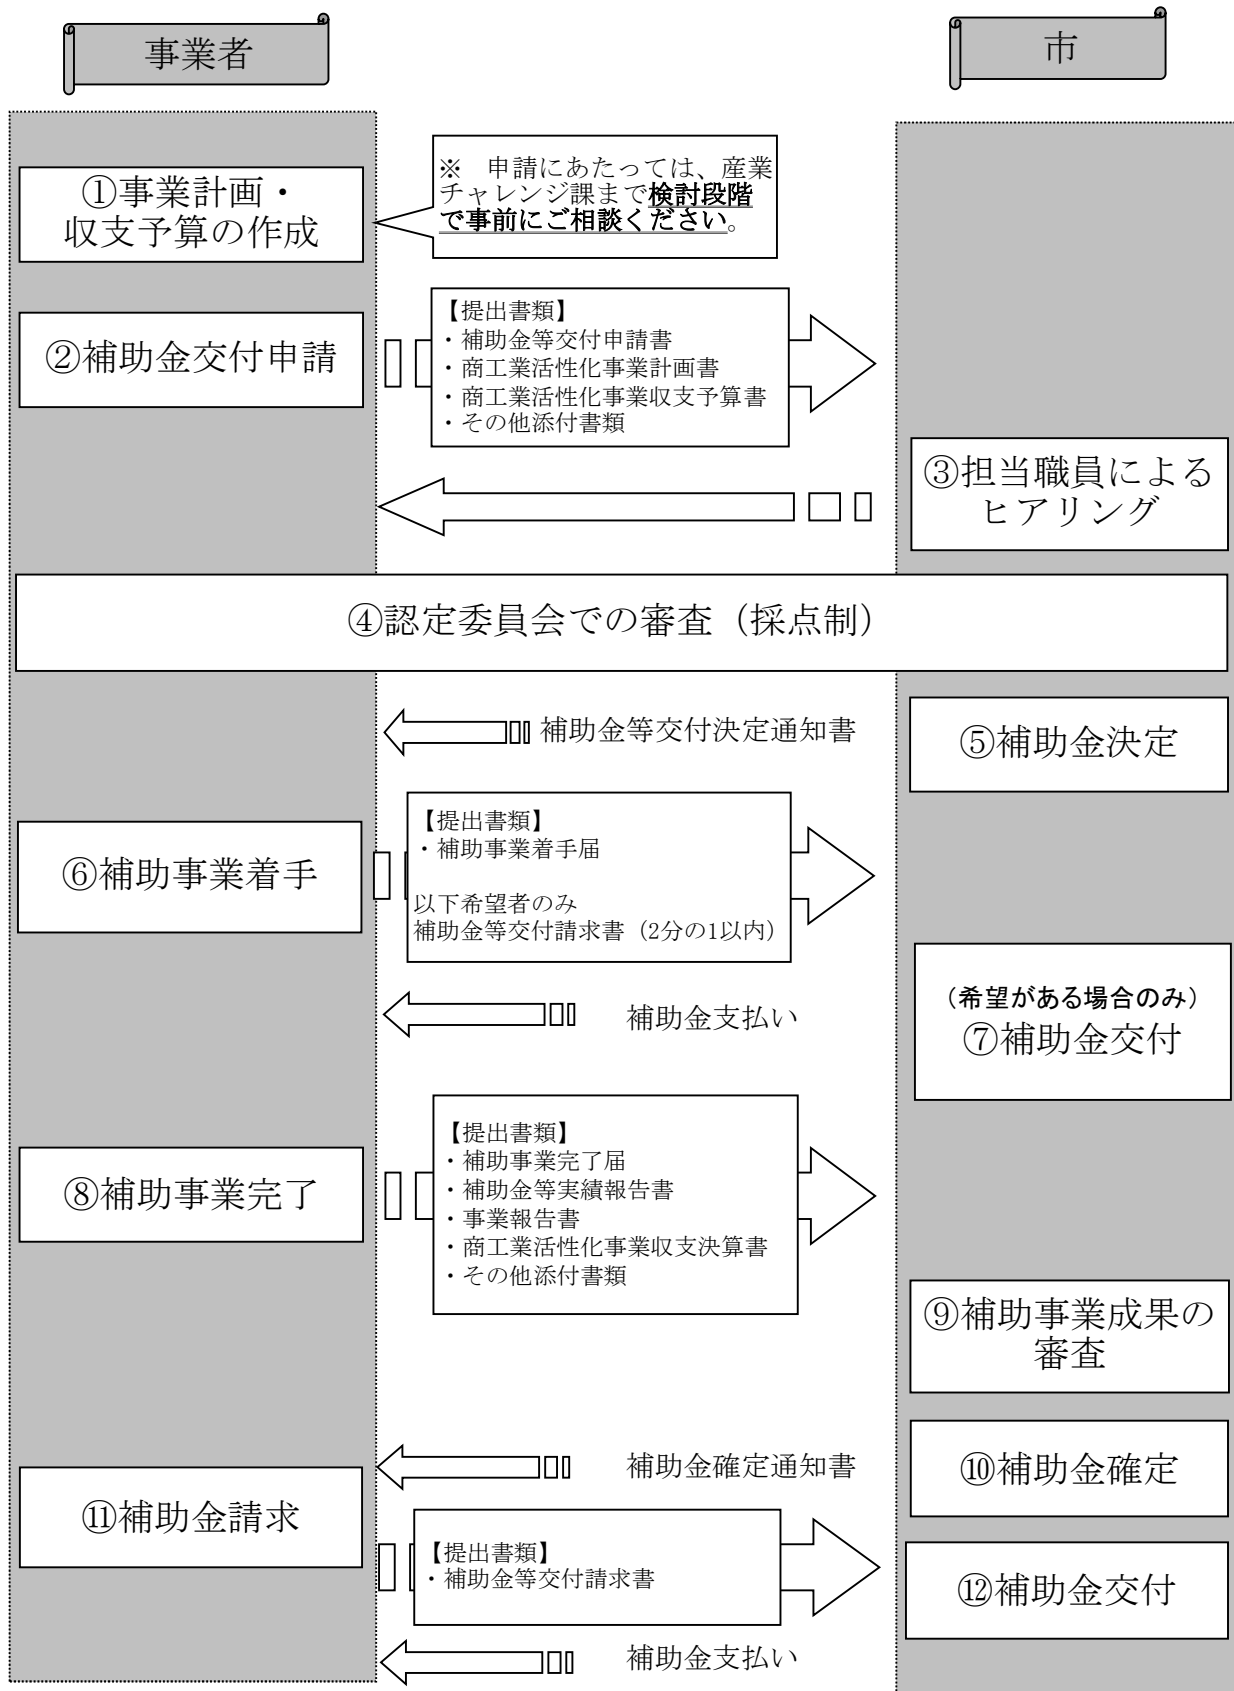 事業者
市
①事業計画・
収支予算の作成
※　申請にあたっては、産業
チャレンジ課まで検討段階
で事前にご相談ください。
②補助金交付申請
【提出書類】
・補助金等交付申請書
・商工業活性化事業計画書
・商工業活性化事業収支予算書
・その他添付書類
③担当職員による
ヒアリング
④認定委員会での審査（採点制）
補助金等交付決定通知書
⑤補助金決定
⑥補助事業着手
【提出書類】
・補助事業着手届
以下希望者のみ
補助金等交付請求書（2分の1以内）
（希望がある場合のみ）
⑦補助金交付
補助金支払い
⑧補助事業完了
【提出書類】
・補助事業完了届
・補助金等実績報告書
・事業報告書
・商工業活性化事業収支決算書
・その他添付書類
⑨補助事業成果の
審査
補助金確定通知書
⑩補助金確定
⑪補助金請求
【提出書類】
・補助金等交付請求書
⑫補助金交付
補助金支払い